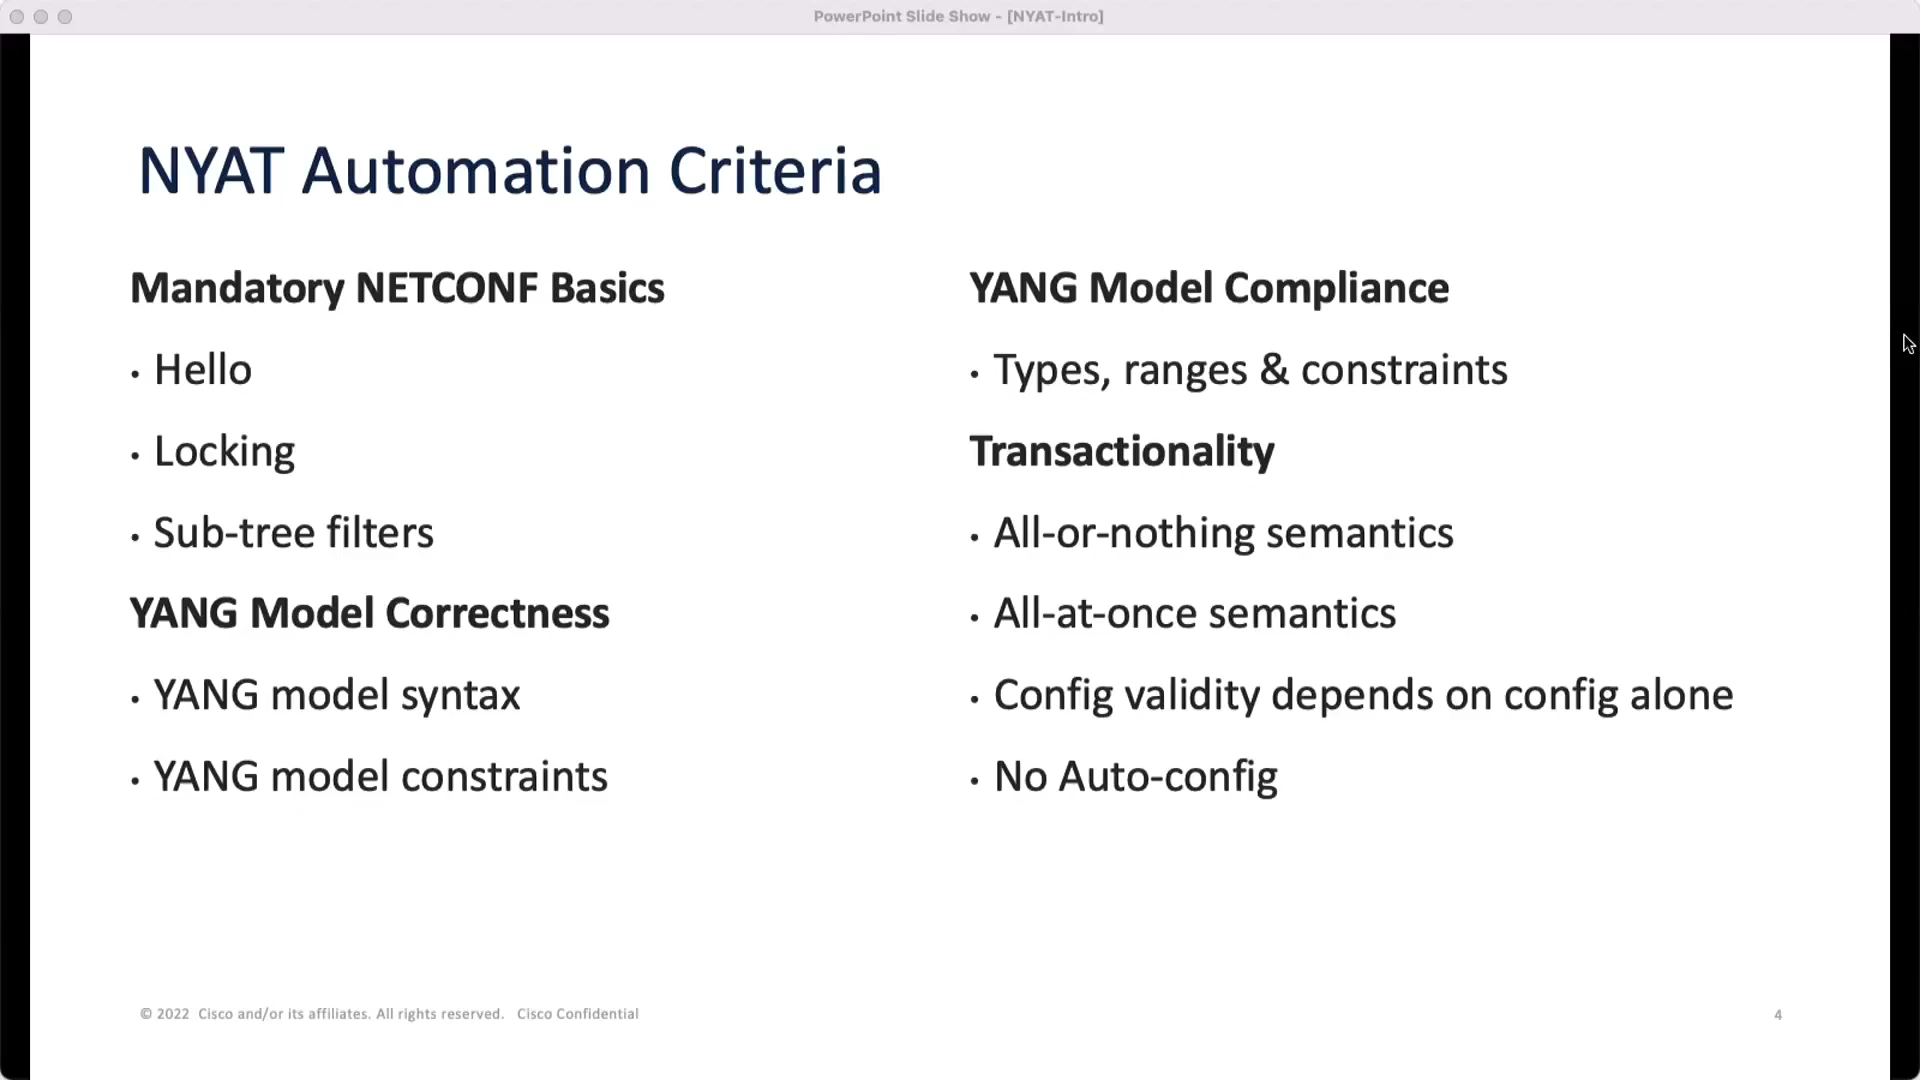 PowerPoint Slide Show - [NYAT-Intro]
NYAT Automation Criteria
Mandatory NETCONF Basics
• Hello
• Locking
• Sub-tree filters
YANG Model Correctness
• YANG model syntax
• YANG model constraints
YANG Model Compliance
• Types, ranges & constraints
Transactionality
• All-or-nothing semantics
• All-at-once semantics
• Config validity depends on config alone
• No Auto-config
© 2022 Cisco and/or its affiliates. All rights reserved. Cisco Confidential
4